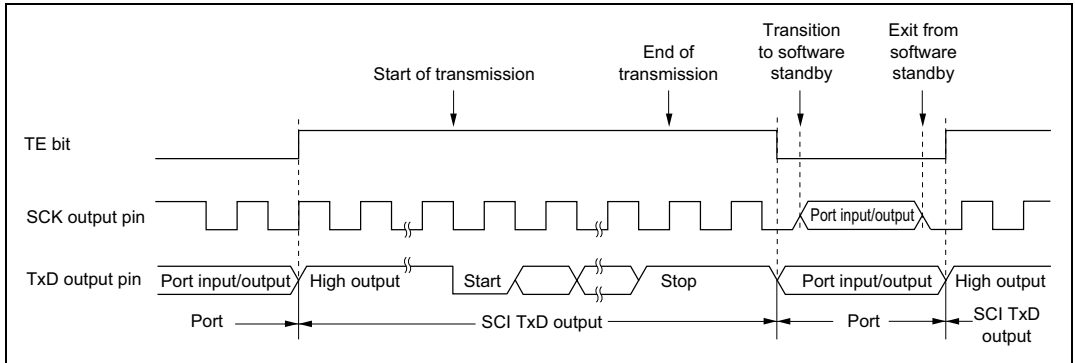 Start of transmission
End of
transmission
Transition
to software
standby
Exit from
software
standby
TE bit
SCK output pin
Port input/output
TxD output pin
Port input/output
High output
Start
Stop
Port input/output
High output
Port
SCI TxD output
Port
SCI TxD
output